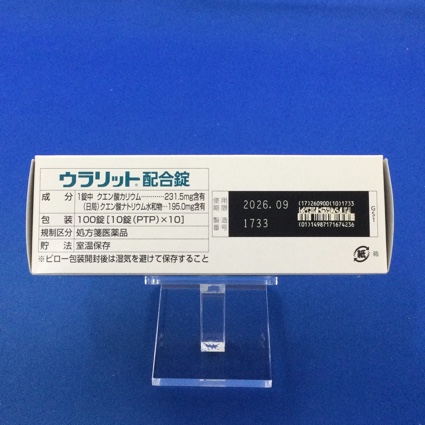 ウラリット®配合錠
成分 1錠中 クエン酸カリウム…………231.5mg含有
(日局)クエン酸ナトリウム水和物…195.0mg含有
包装 100錠[10錠(PTP)×10]
規制区分 処方箋医薬品
貯法 室温保存
※ピロー包装開封後は湿気を避けて保存すること
使用期限 2026.09
製造番号 1733
(17)260900(10)1733
(01)14987171674236
GS1
紙 箱